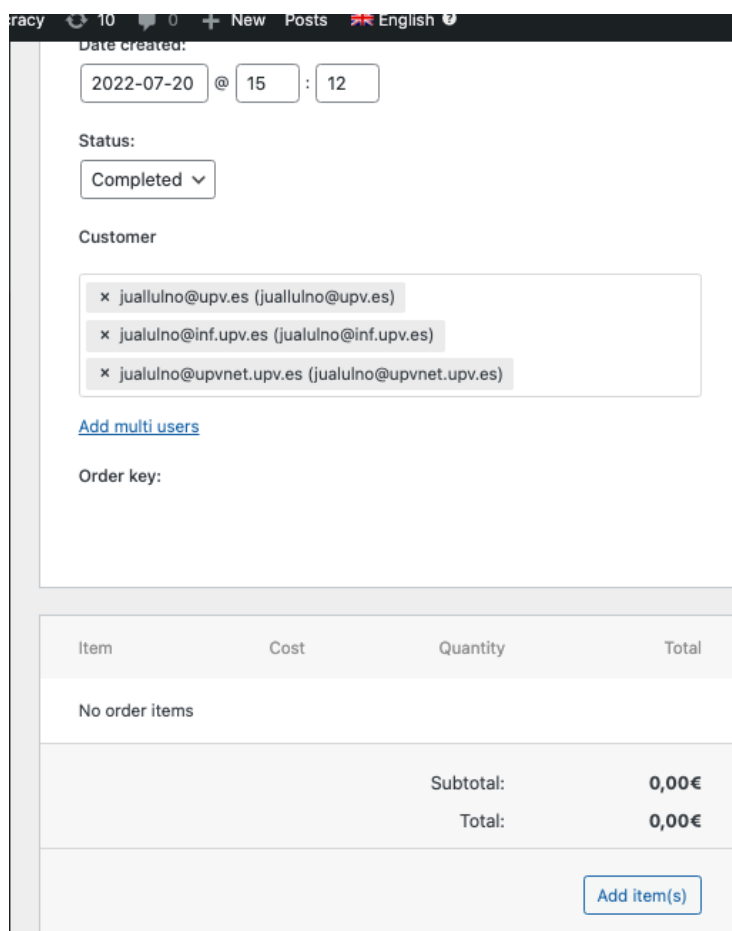 cracy 10 0 + New Posts English ?
Date created:
2022-07-20 @ 15 : 12
Status:
Completed
Customer
× juallulno@upv.es (juallulno@upv.es)
× jualulno@inf.upv.es (jualulno@inf.upv.es)
× jualulno@upvnet.upv.es (jualulno@upvnet.upv.es)
Add multi users
Order key:
Item Cost Quantity Total
No order items
Subtotal: 0,00€
Total: 0,00€
Add item(s)